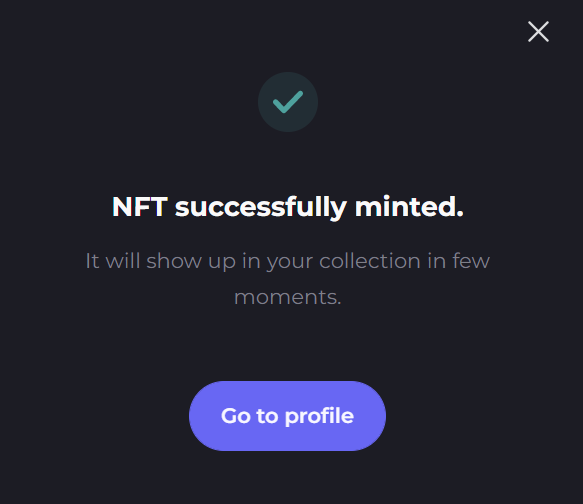 NFT successfully minted.
It will show up in your collection in few
moments.
Go to profile